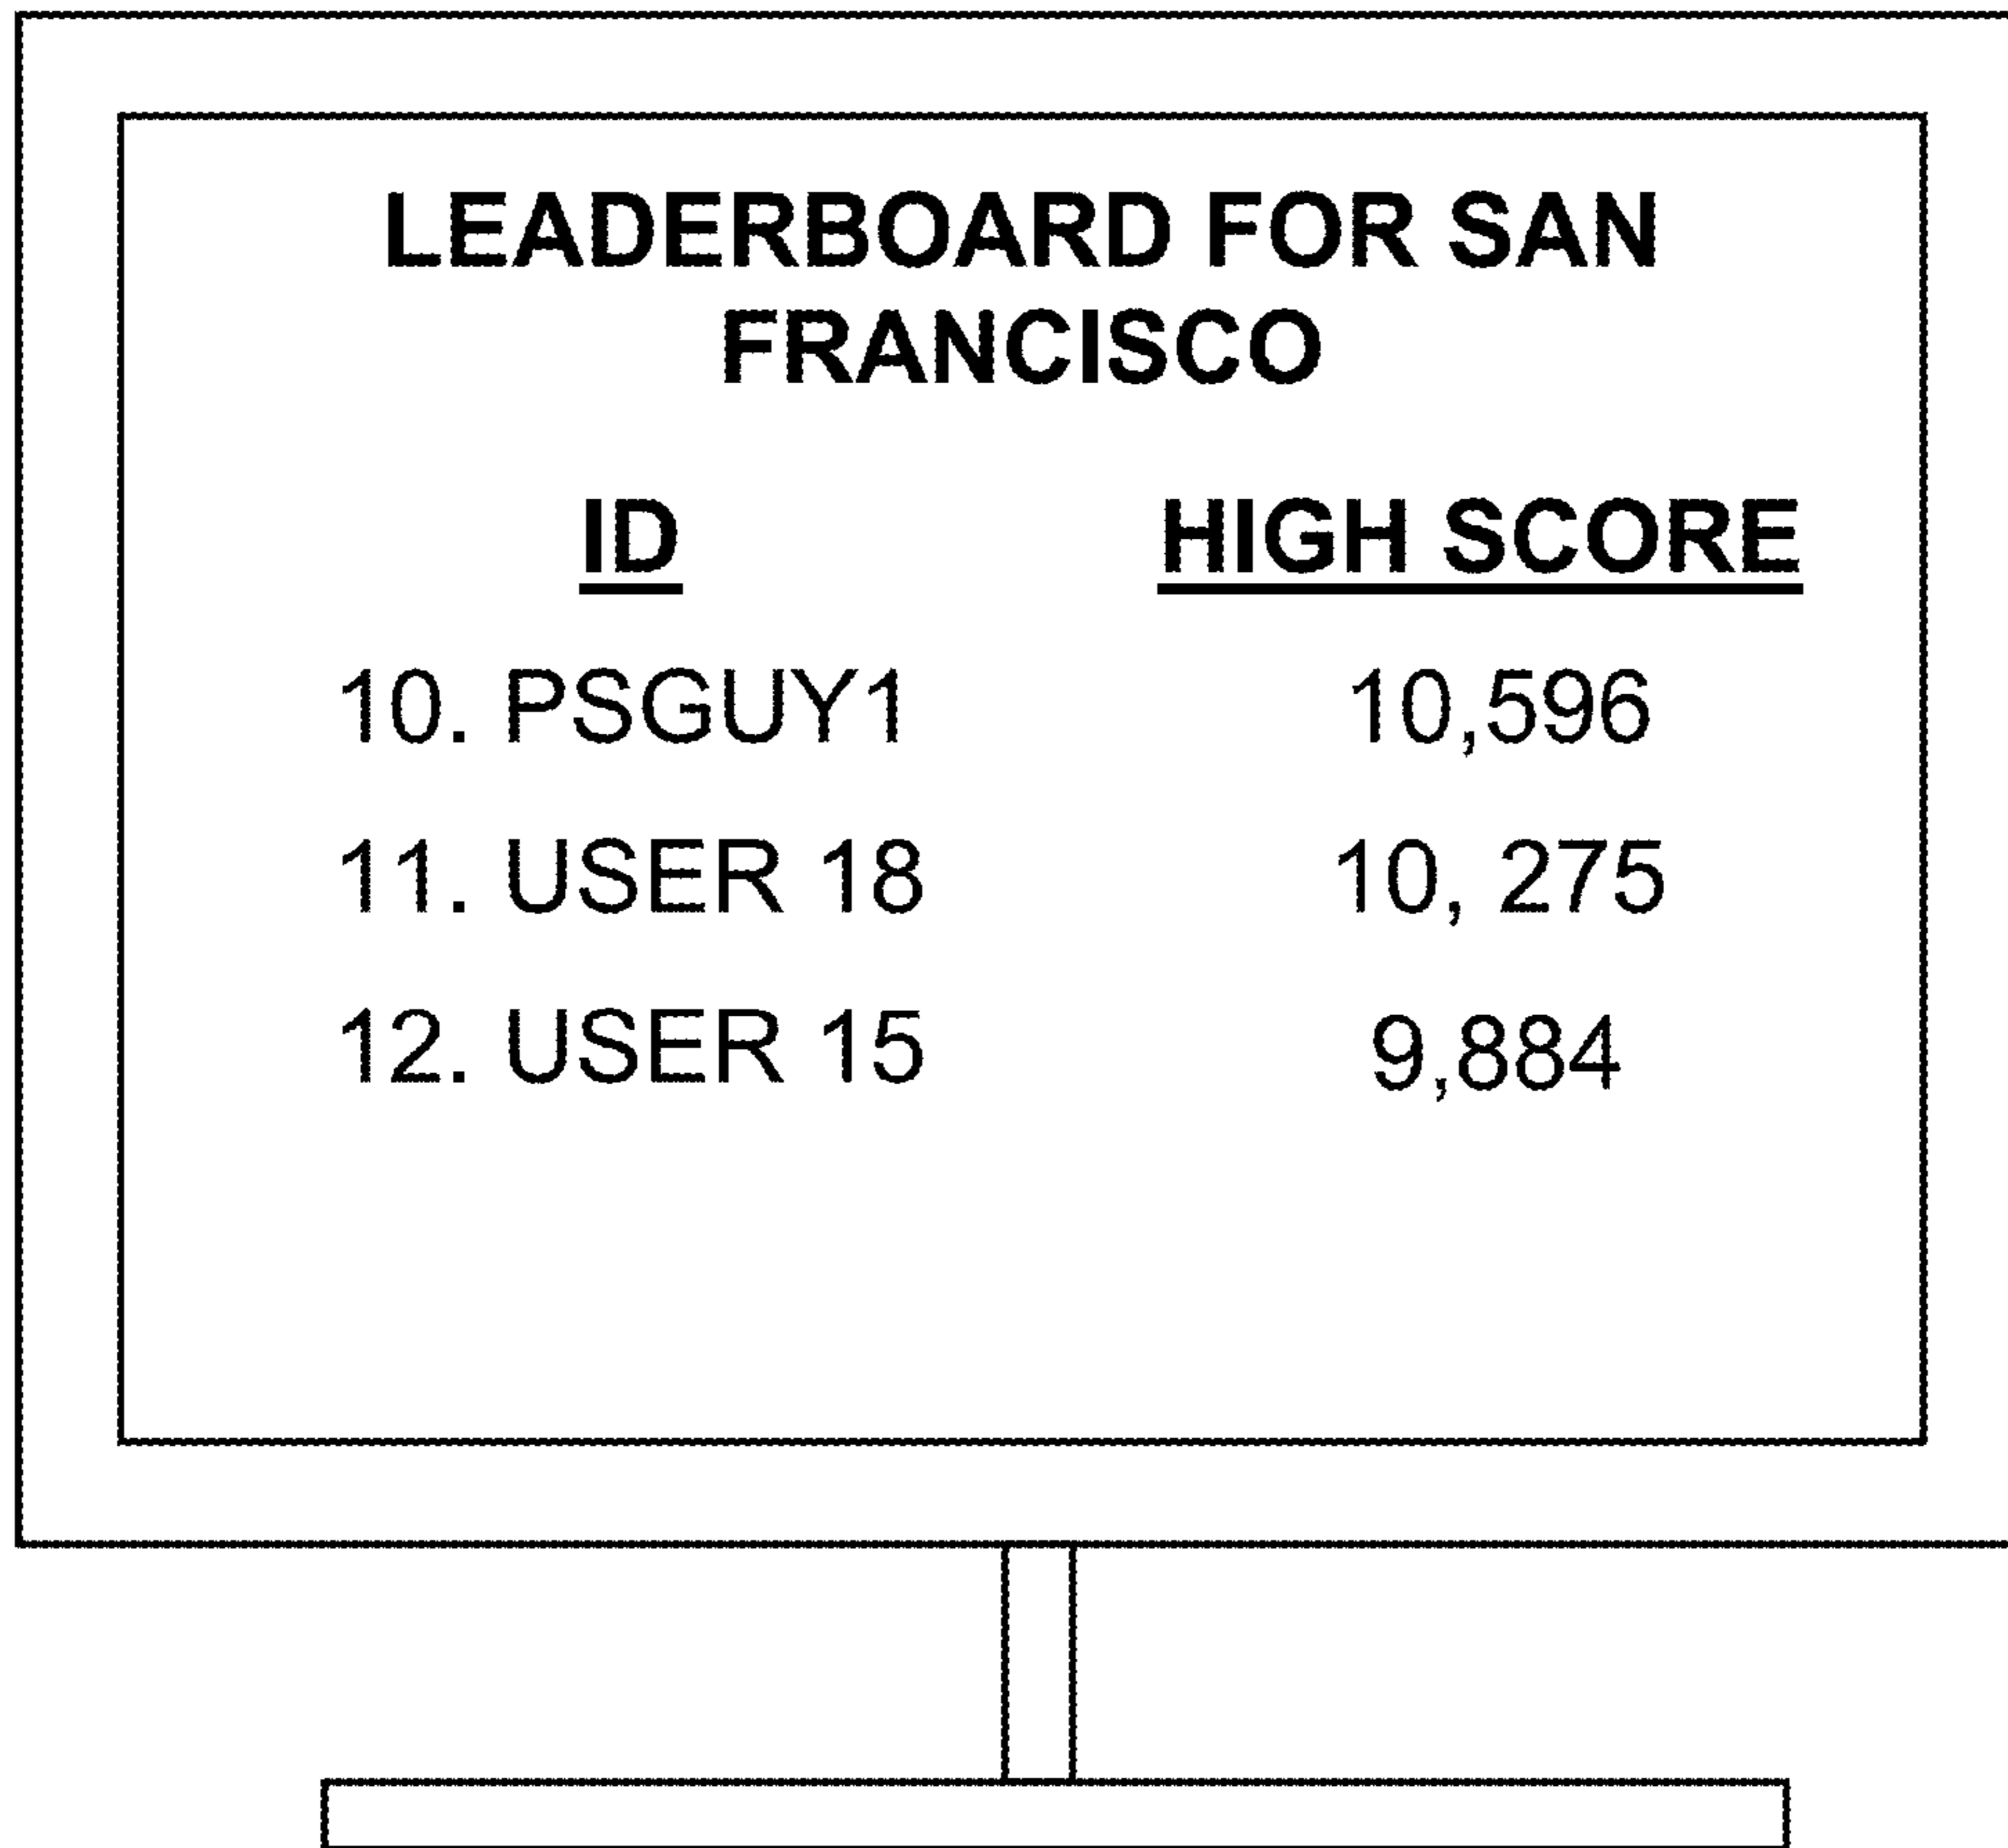 LEADERBOARD FOR SAN
FRANCISCO
ID HIGH SCORE
10. PSGUY1 10,596
11. USER 18 10, 275
12. USER 15 9,884